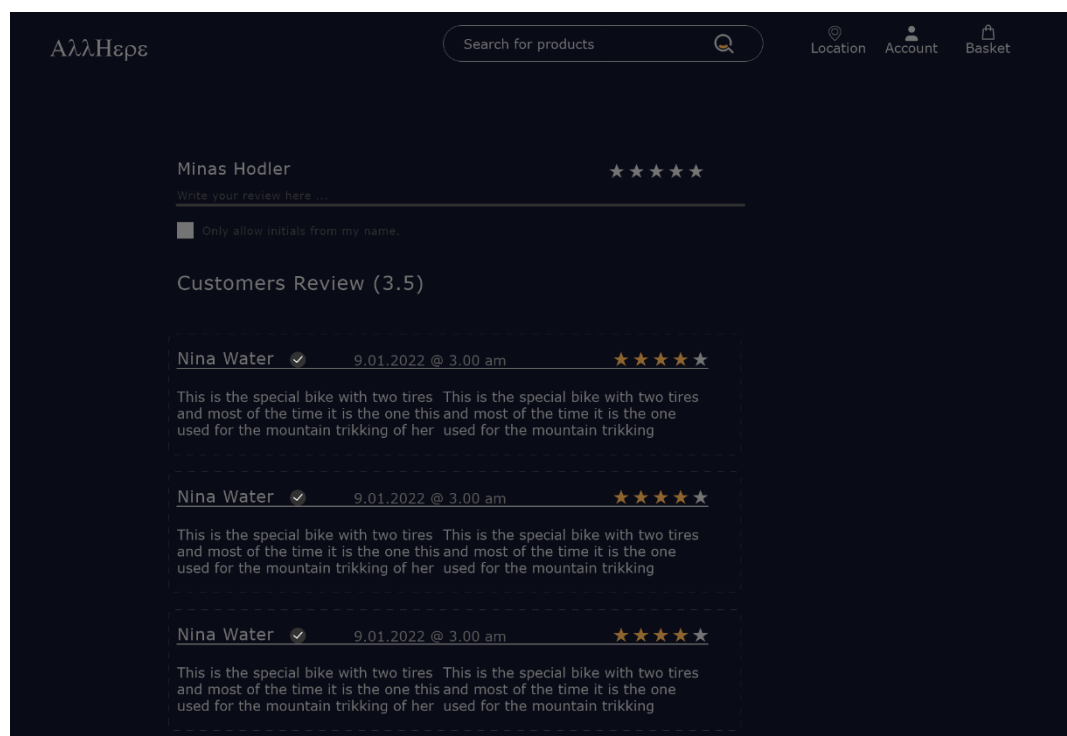 ΑλλΗερε
Search for products
Location Account Basket
Minas Hodler
Write your review here ...
Only allow initials from my name.
Customers Review (3.5)
Nina Water 9.01.2022 @ 3.00 am
This is the special bike with two tires This is the special bike with two tires
and most of the time it is the one this and most of the time it is the one
used for the mountain trikking of her used for the mountain trikking
Nina Water 9.01.2022 @ 3.00 am
This is the special bike with two tires This is the special bike with two tires
and most of the time it is the one this and most of the time it is the one
used for the mountain trikking of her used for the mountain trikking
Nina Water 9.01.2022 @ 3.00 am
This is the special bike with two tires This is the special bike with two tires
and most of the time it is the one this and most of the time it is the one
used for the mountain trikking of her used for the mountain trikking